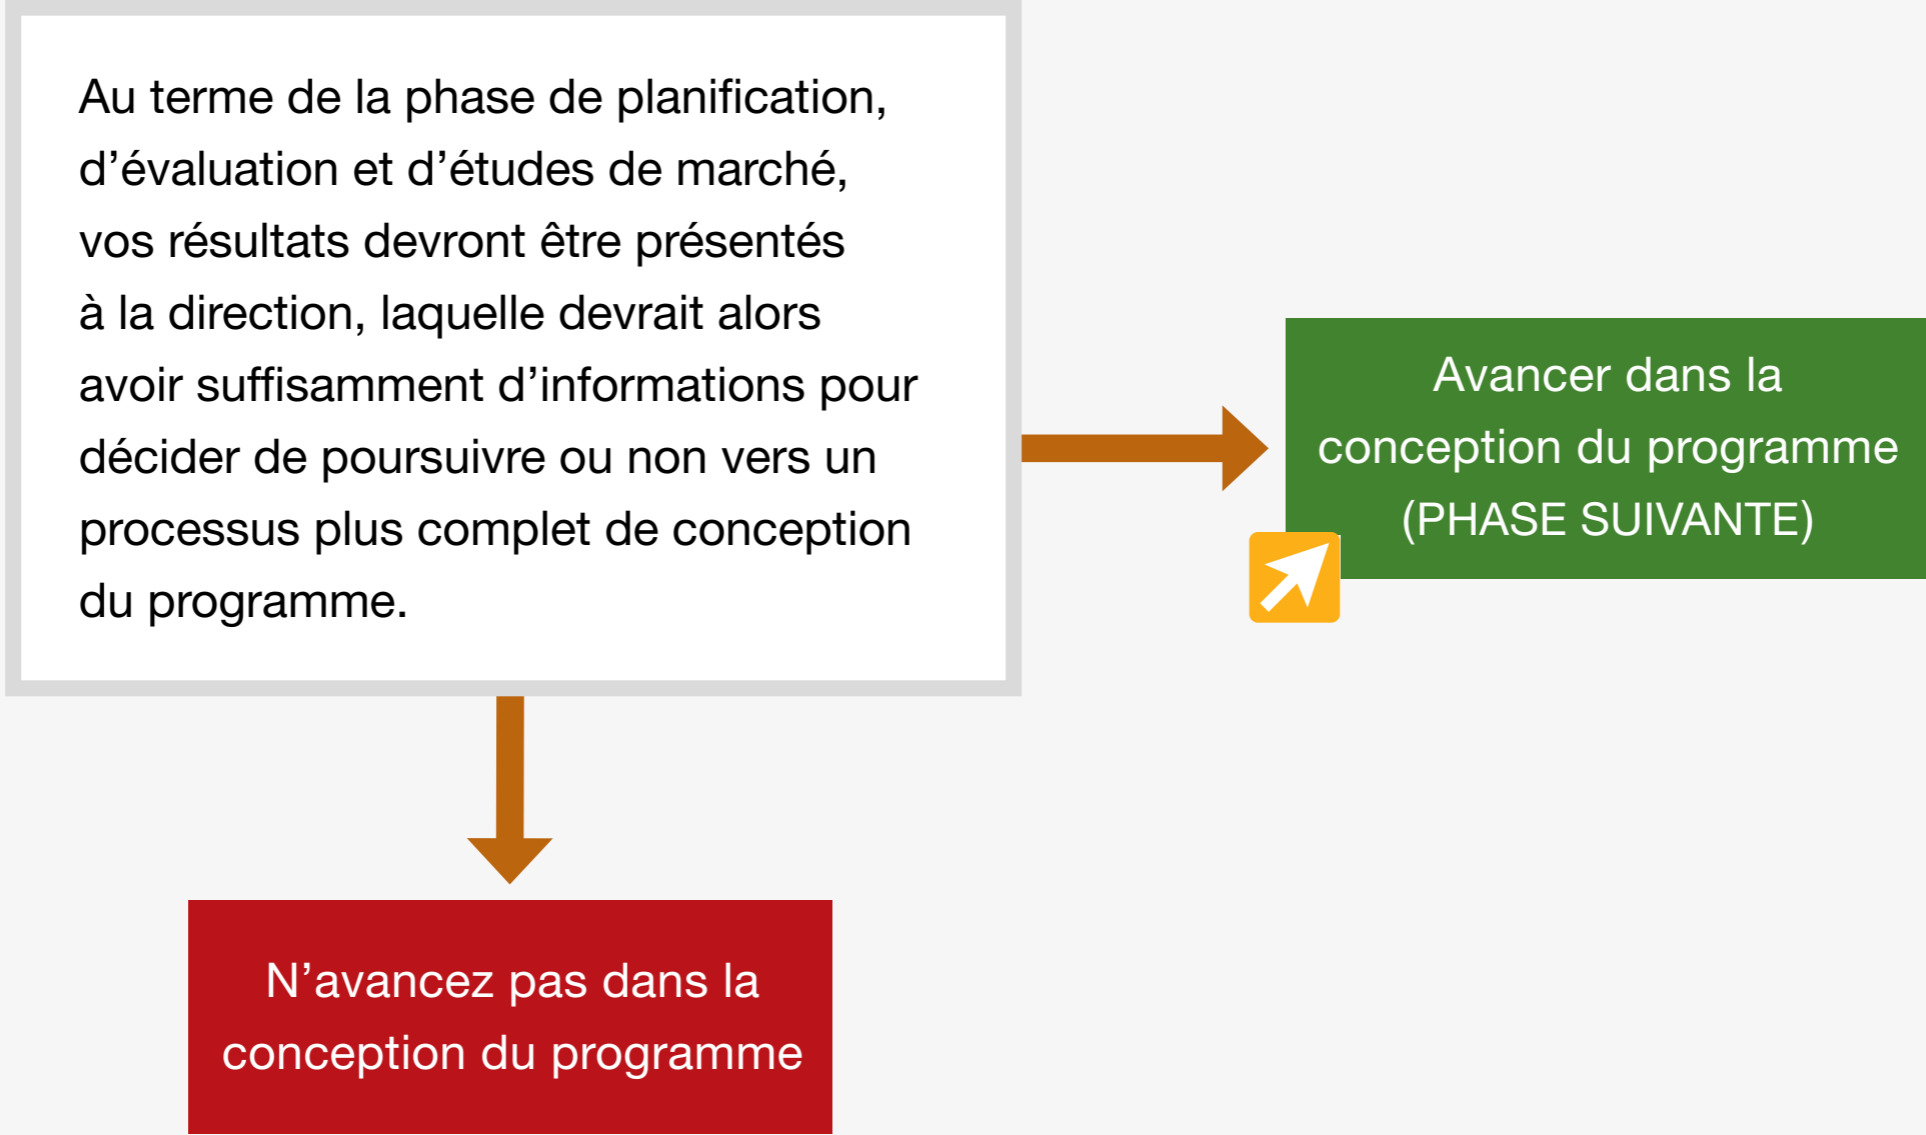 Au terme de la phase de planification,
d’évaluation et d’études de marché,
vos résultats devront être présentés
à la direction, laquelle devrait alors
avoir suffisamment d’informations pour
décider de poursuivre ou non vers un
processus plus complet de conception
du programme.
Avancer dans la
conception du programme
(PHASE SUIVANTE)
N’avancez pas dans la
conception du programme